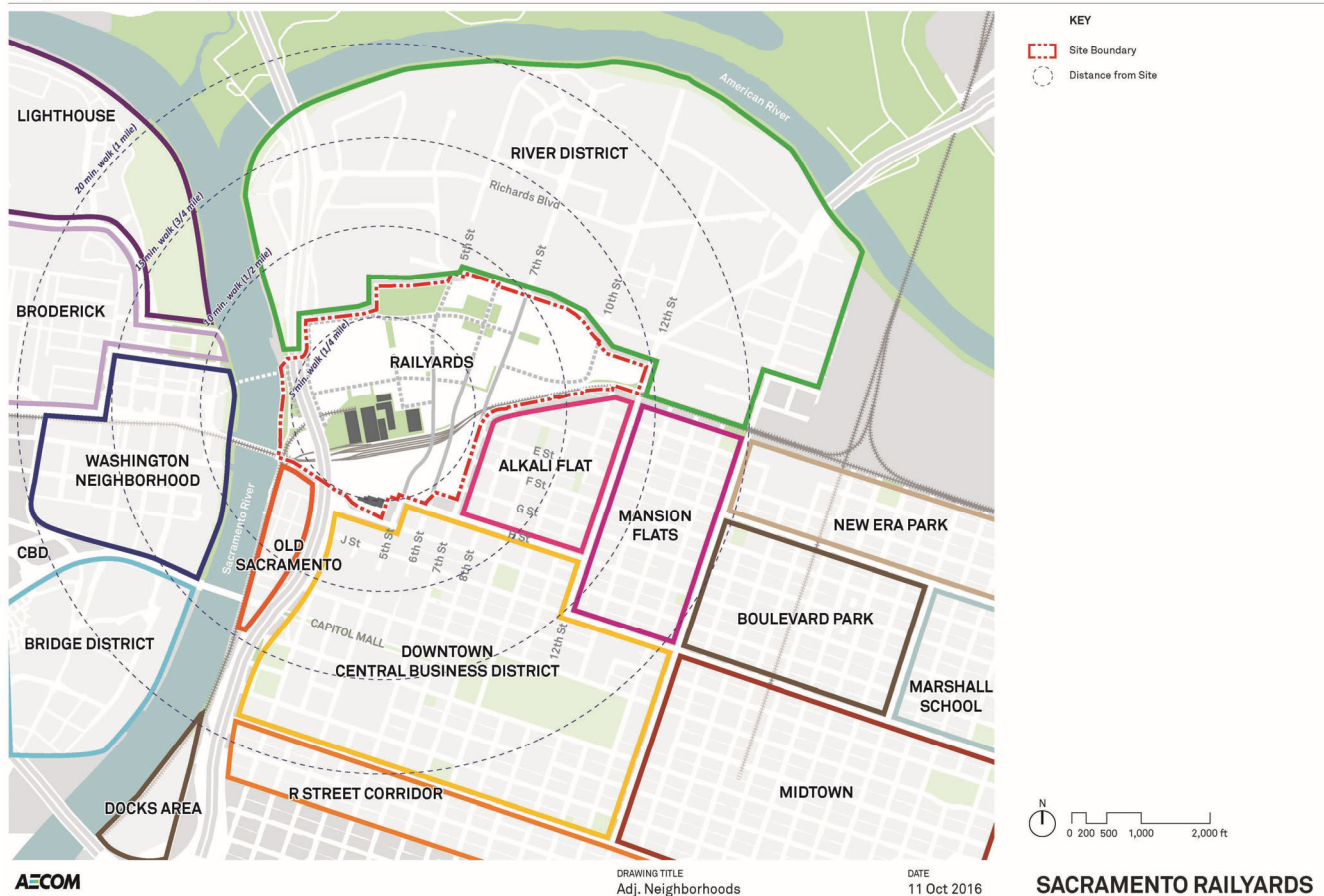 KEY
Site Boundary
Distance from Site
LIGHTHOUSE
American River
20 min. walk (1 mile)
RIVER DISTRICT
15 min. walk (3/4 mile)
Richards Blvd
5th St
7th St
10 min. walk (1/2 mile)
10th St
12th St
BRODERICK
5 min. walk (1/4 mile)
RAILYARDS
WASHINGTON
NEIGHBORHOOD
ALKALI FLAT
E St
F St
G St
H St
MANSION
FLATS
NEW ERA PARK
Sacramento River
CBD
OLD
SACRAMENTO
J St
5th St
6th St
7th St
8th St
BOULEVARD PARK
BRIDGE DISTRICT
CAPITOL MALL
12th St
DOWNTOWN
CENTRAL BUSINESS DISTRICT
MARSHALL
SCHOOL
DOCKS AREA
R STREET CORRIDOR
MIDTOWN
N
0 200 500 1,000 2,000 ft
AECOM
DRAWING TITLE
Adj. Neighborhoods
DATE
11 Oct 2016
SACRAMENTO RAILYARDS